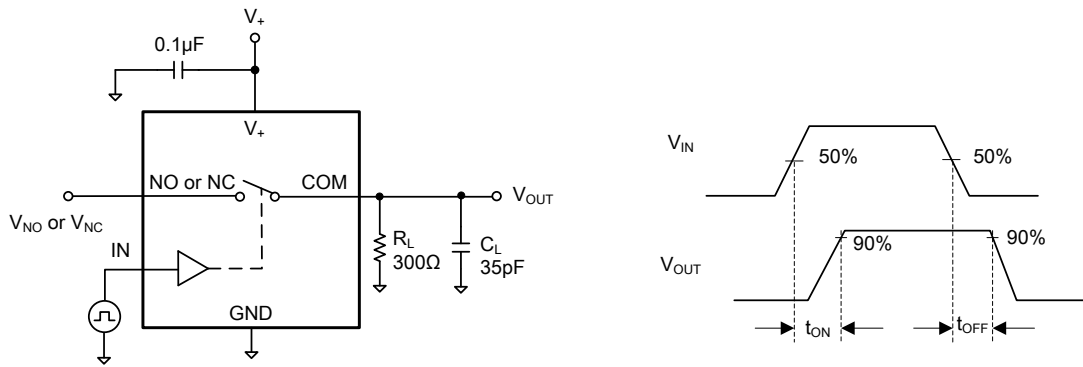 V+
0.1µF
V+
NO or NC
COM
VOUT
VNO or VNC
IN
RL
300Ω
CL
35pF
GND
VIN
50%
50%
VOUT
90%
90%
tON
tOFF